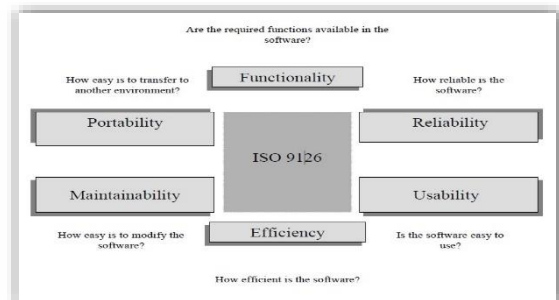 Are the required functions available in the
software?
How easy is to transfer to
another environment?
Functionality
How reliable is the
software?
Portability
Reliability
ISO 9126
Maintainability
Usability
How easy is to modify the
software?
Efficiency
Is the software easy to
use?
How efficient is the software?